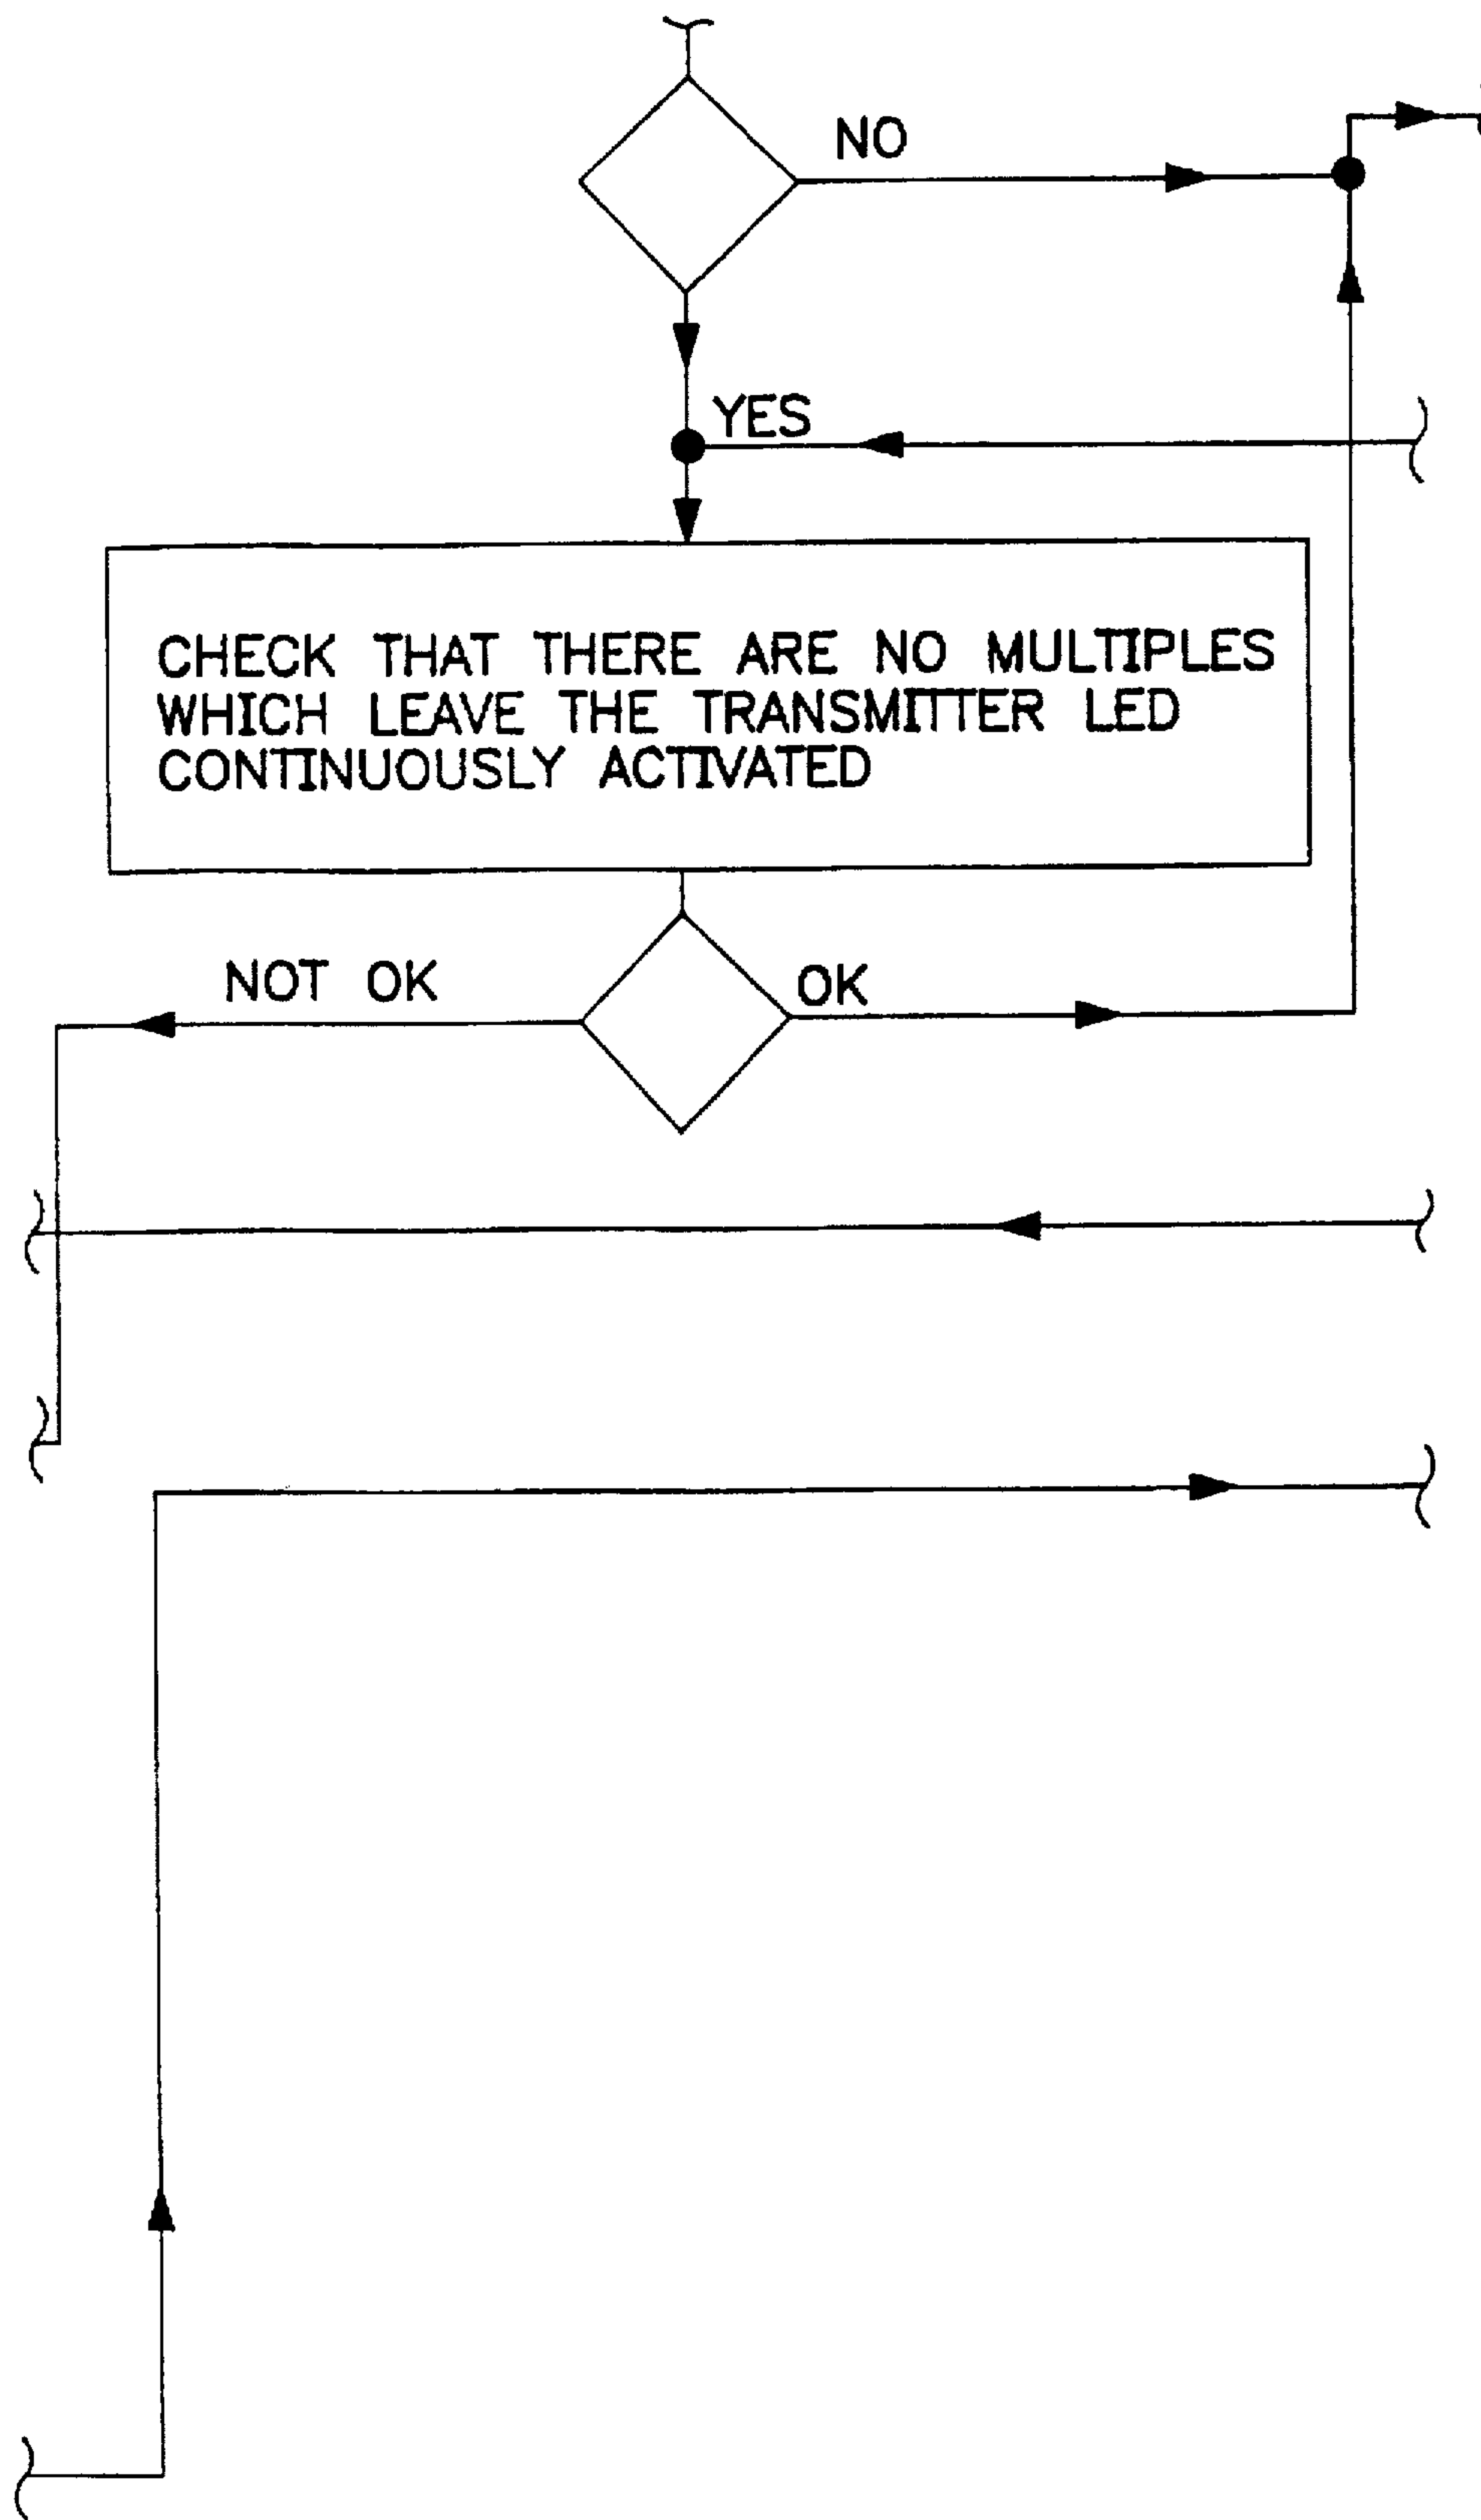 NO
YES
CHECK THAT THERE ARE NO MULTIPLES
WHICH LEAVE THE TRANSMITTER LED
CONTINUOUSLY ACTIVATED
NOT OK
OK